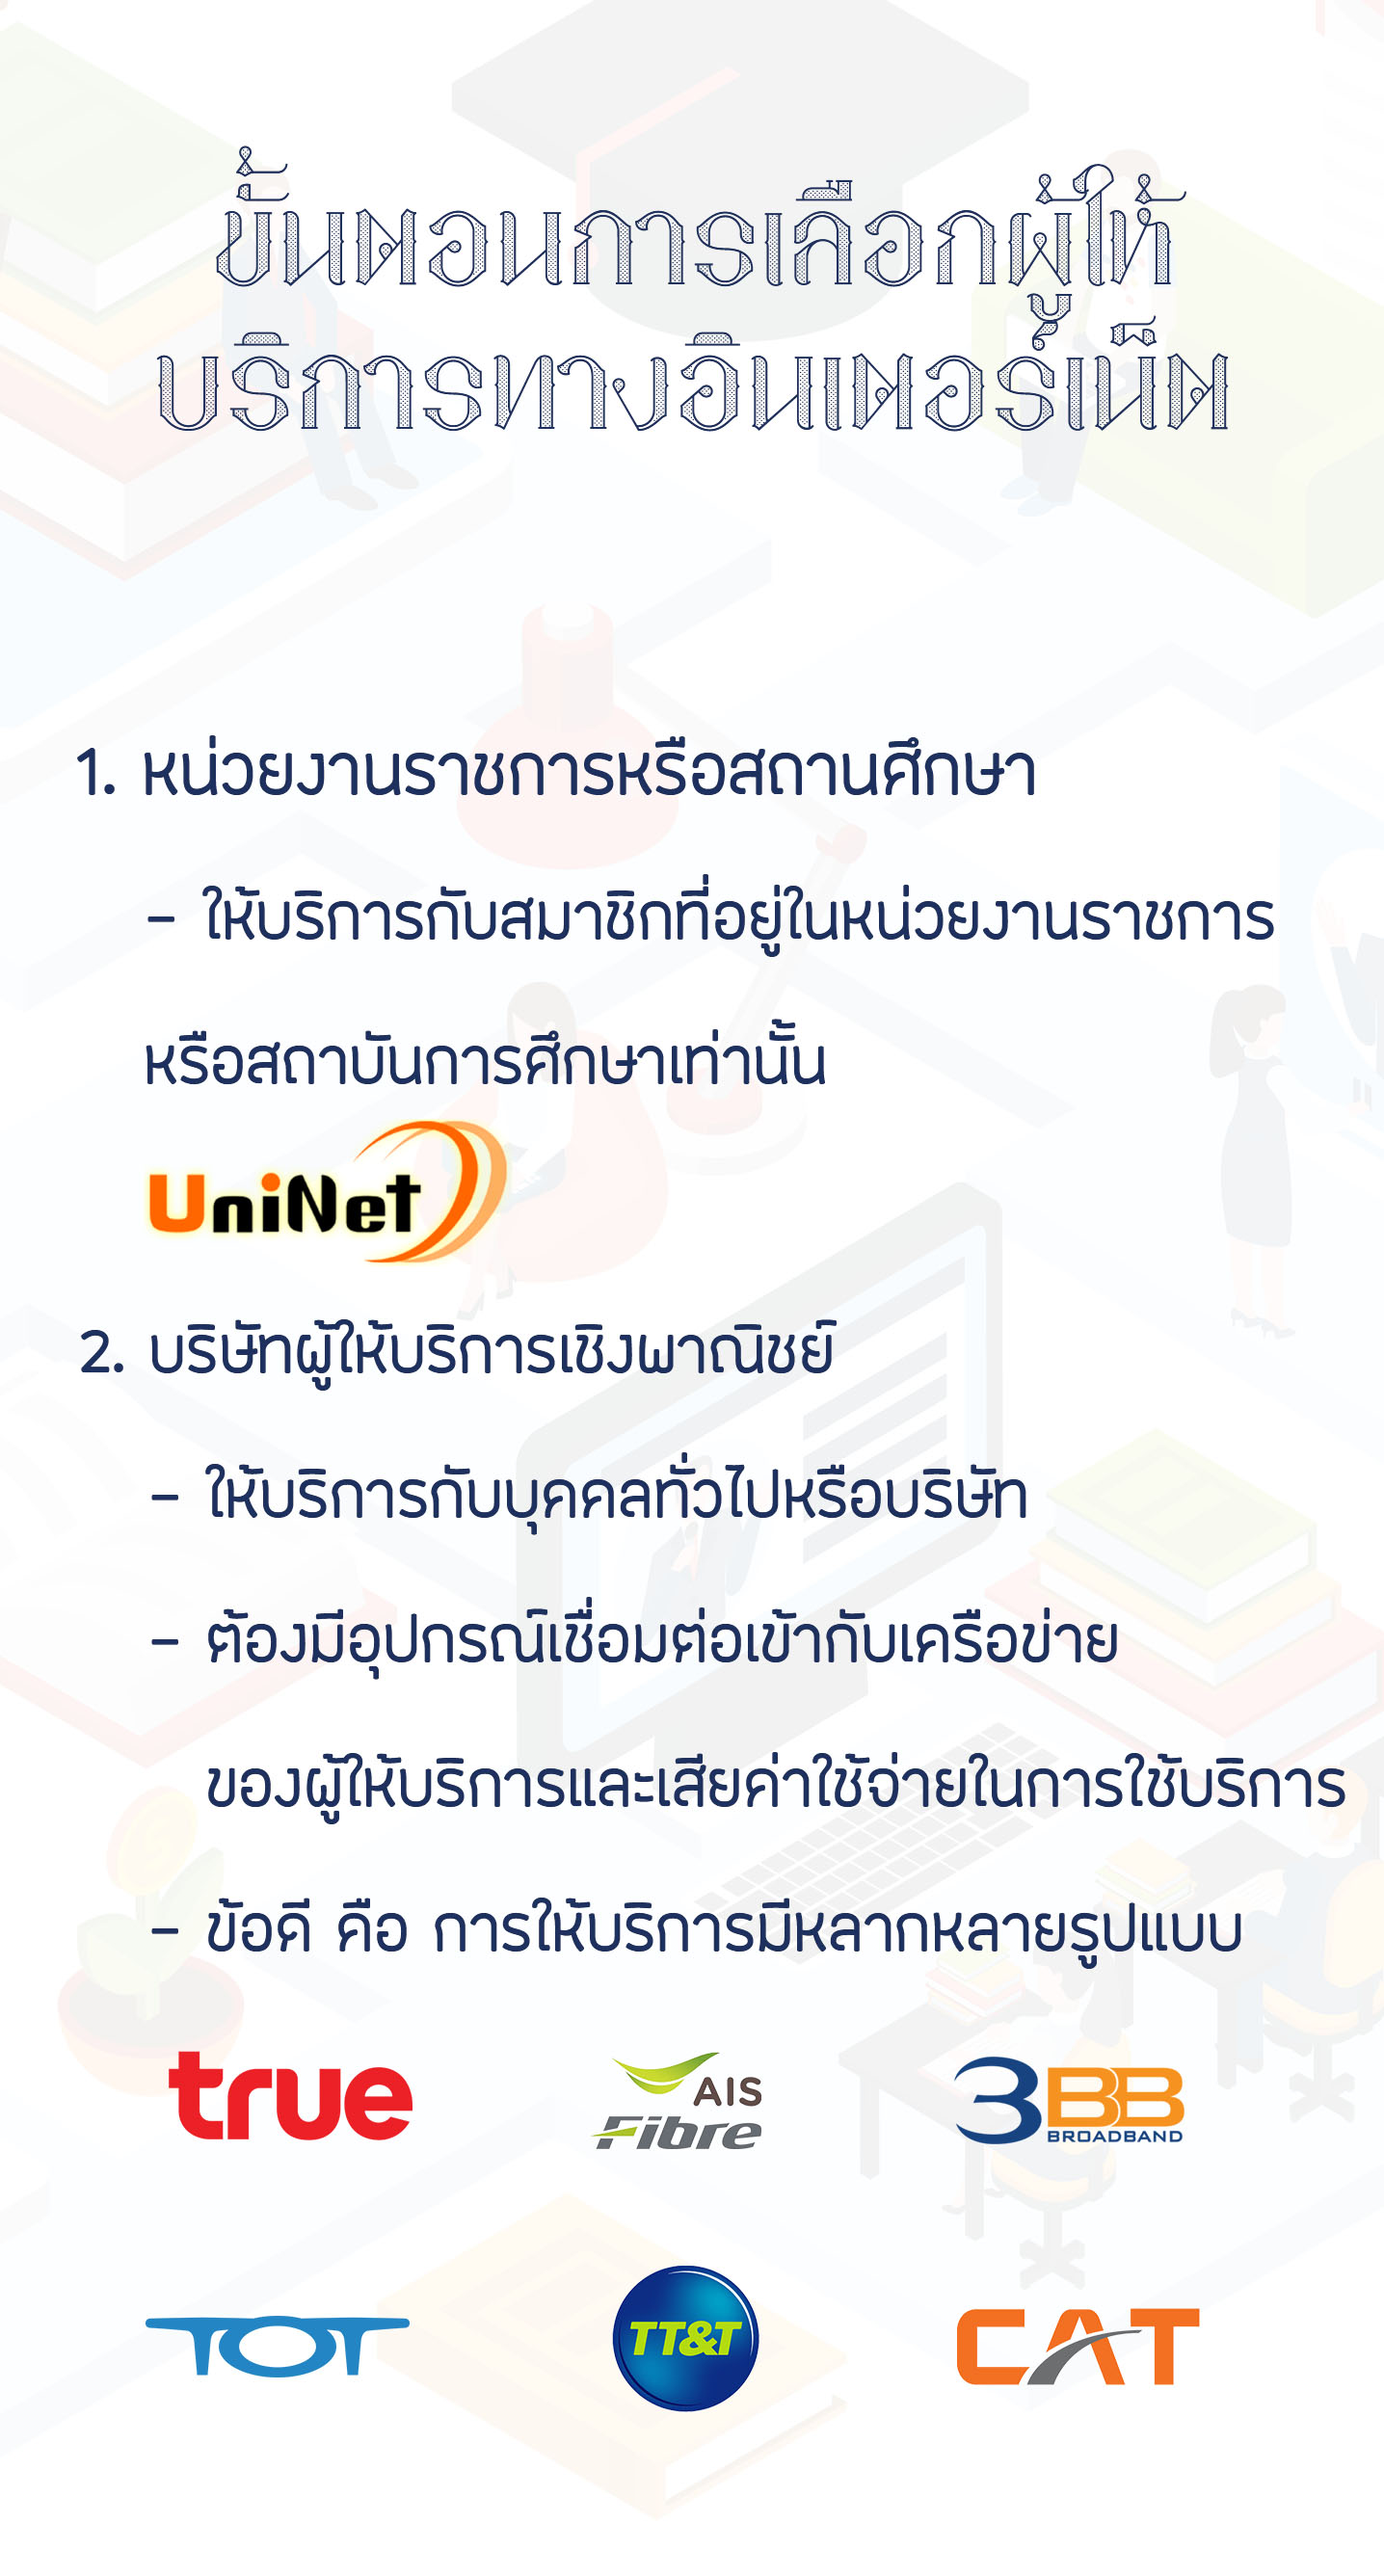 ขั้นตอนการเลือกผู้ให้
บริการทางอินเตอร์เน็ต
1. หน่วยงานราชการหรือสถานศึกษา
- ให้บริการกับสมาชิกที่อยู่ในหน่วยงานราชการ
หรือสถาบันการศึกษาเท่านั้น
UniNet
2. บริษัทผู้ให้บริการเชิงพาณิชย์
- ให้บริการกับบุคคลทั่วไปหรือบริษัท
- ต้องมีอุปกรณ์เชื่อมต่อเข้ากับเครือข่าย
ของผู้ให้บริการและเสียค่าใช้จ่ายในการใช้บริการ
- ข้อดี คือ การให้บริการมีหลากหลายรูปแบบ
true
AIS
Fibre
3BB
BROADBAND
TOT
TT&T
CAT